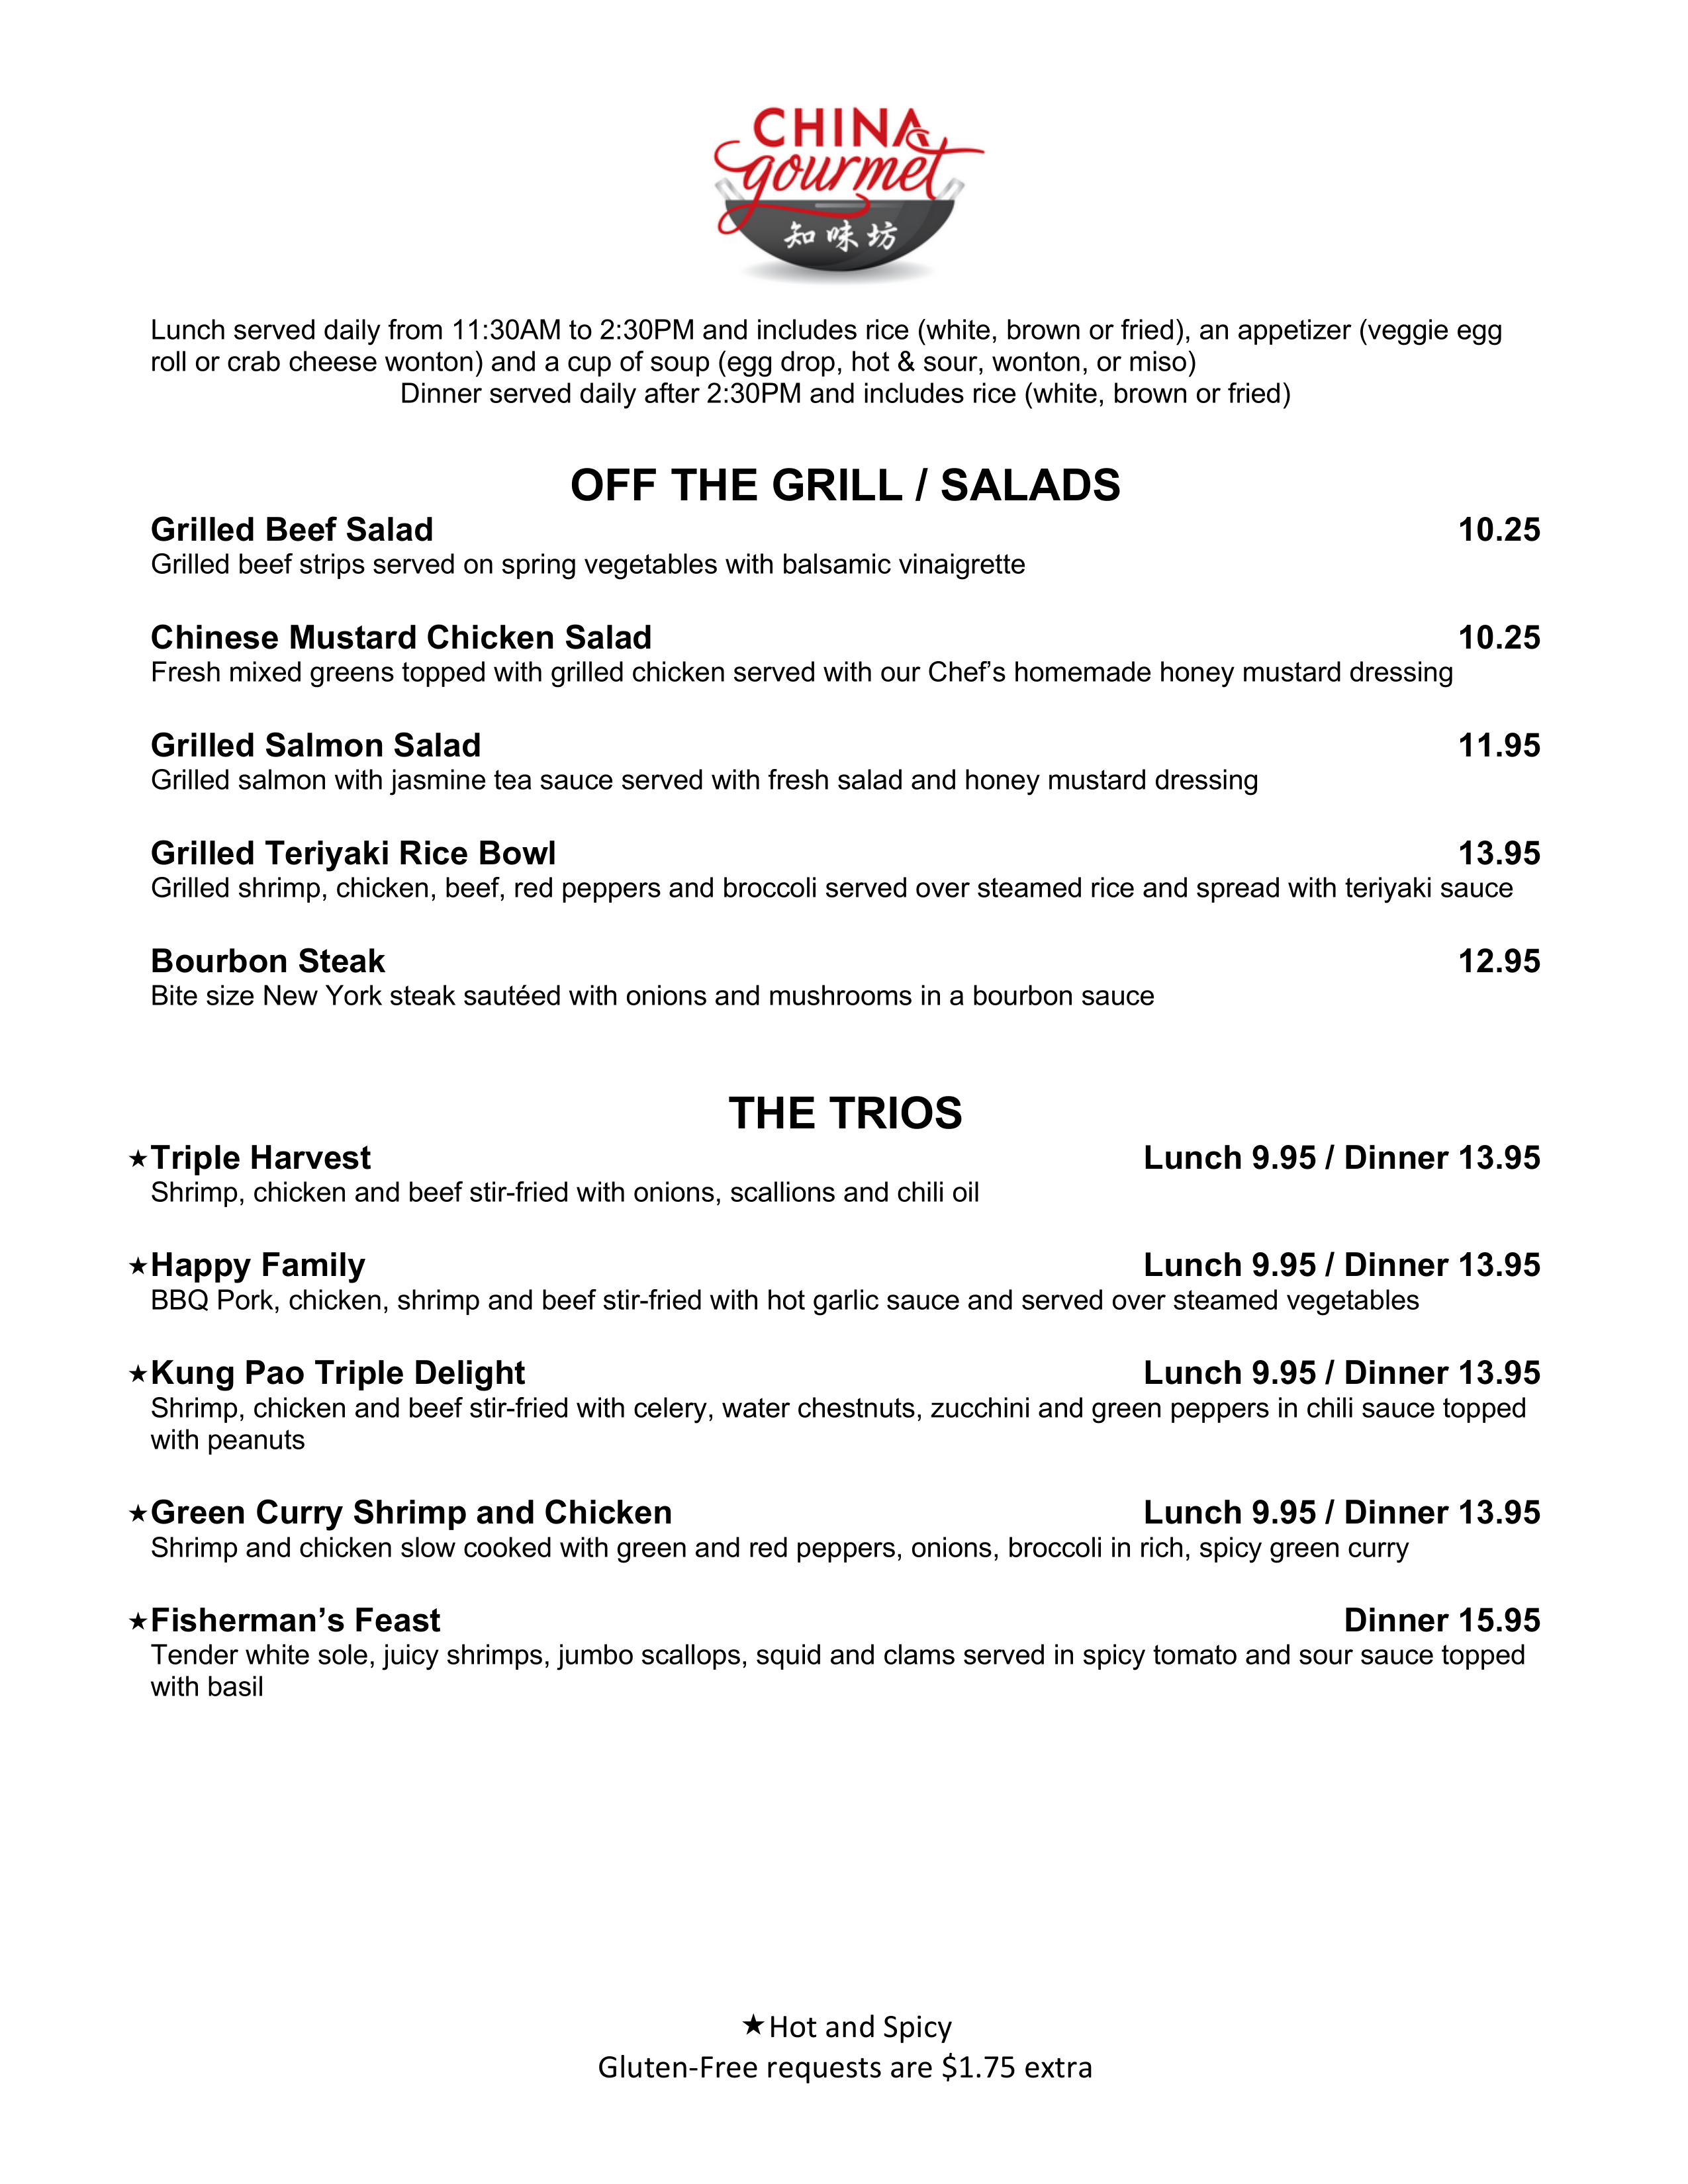 CHINA
gourmet
知味坊
Lunch served daily from 11:30AM to 2:30PM and includes rice (white, brown or fried), an appetizer (veggie egg
roll or crab cheese wonton) and a cup of soup (egg drop, hot & sour, wonton, or miso)
Dinner served daily after 2:30PM and includes rice (white, brown or fried)
OFF THE GRILL / SALADS
Grilled Beef Salad 10.25
Grilled beef strips served on spring vegetables with balsamic vinaigrette
Chinese Mustard Chicken Salad 10.25
Fresh mixed greens topped with grilled chicken served with our Chef’s homemade honey mustard dressing
Grilled Salmon Salad 11.95
Grilled salmon with jasmine tea sauce served with fresh salad and honey mustard dressing
Grilled Teriyaki Rice Bowl 13.95
Grilled shrimp, chicken, beef, red peppers and broccoli served over steamed rice and spread with teriyaki sauce
Bourbon Steak 12.95
Bite size New York steak sautéed with onions and mushrooms in a bourbon sauce
THE TRIOS
★Triple Harvest Lunch 9.95 / Dinner 13.95
Shrimp, chicken and beef stir-fried with onions, scallions and chili oil
★Happy Family Lunch 9.95 / Dinner 13.95
BBQ Pork, chicken, shrimp and beef stir-fried with hot garlic sauce and served over steamed vegetables
★Kung Pao Triple Delight Lunch 9.95 / Dinner 13.95
Shrimp, chicken and beef stir-fried with celery, water chestnuts, zucchini and green peppers in chili sauce topped
with peanuts
★Green Curry Shrimp and Chicken Lunch 9.95 / Dinner 13.95
Shrimp and chicken slow cooked with green and red peppers, onions, broccoli in rich, spicy green curry
★Fisherman’s Feast Dinner 15.95
Tender white sole, juicy shrimps, jumbo scallops, squid and clams served in spicy tomato and sour sauce topped
with basil
★Hot and Spicy
Gluten-Free requests are $1.75 extra